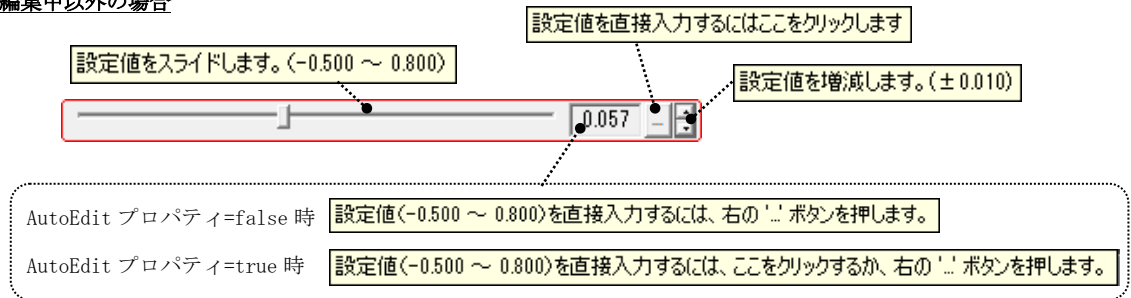 編集中以外の場合
設定値を直接入力するにはここをクリックします
設定値をスライドします。(-0.500 ～ 0.800)
設定値を増減します。(± 0.010)
0.057
AutoEdit プロパティ=false 時 設定値(-0.500 ～ 0.800)を直接入力するには、右の '...' ボタンを押します。
AutoEdit プロパティ=true 時 設定値(-0.500 ～ 0.800)を直接入力するには、ここをクリックするか、右の '...' ボタンを押します。